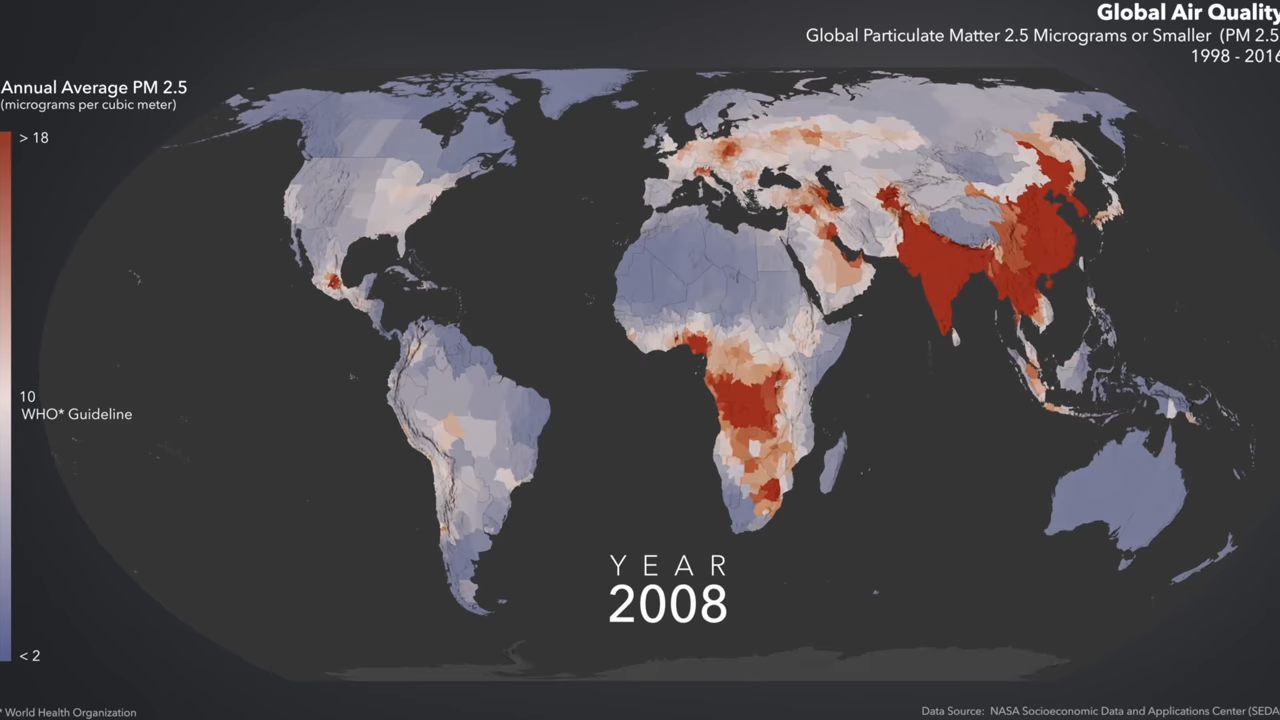 Global Air Quality
Global Particulate Matter 2.5 Micrograms or Smaller (PM 2.5
1998 - 2016
Annual Average PM 2.5
(micrograms per cubic meter)
> 18
10
WHO* Guideline
< 2
YEAR
2008
* World Health Organization
Data Source: NASA Socioeconomic Data and Applications Center (SEDA